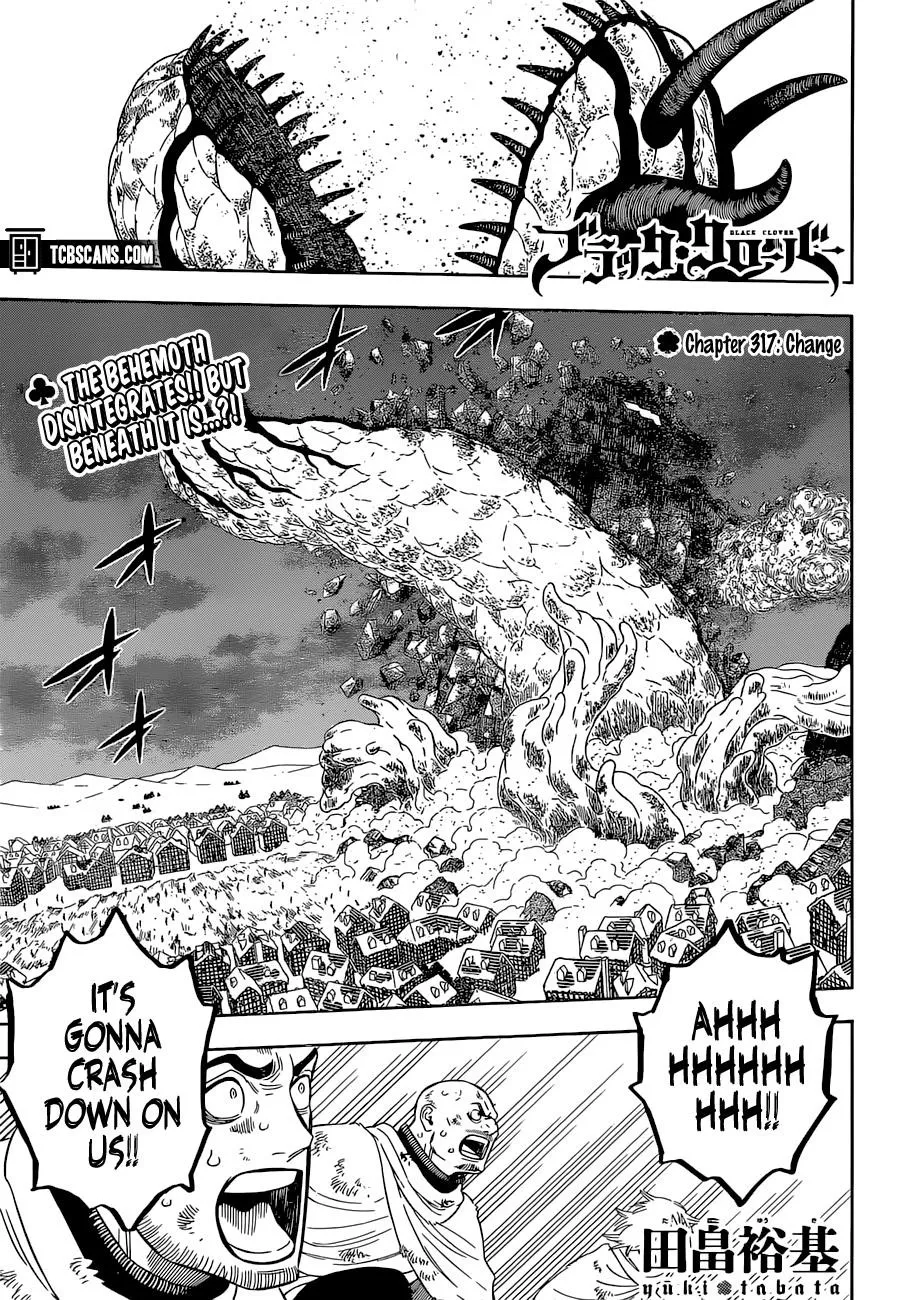 BLACK CLOVER
ブラッククローバー
TCBSCANS.COM
Chapter 317: Change
THE BEHEMOTH
DISINTEGRATES!! BUT
BENEATH IT IS...?!
AHHH
HHHHHH
HHH!!
IT'S
GONNA
CRASH
DOWN ON
US!!
田畠裕基
yūki tabata